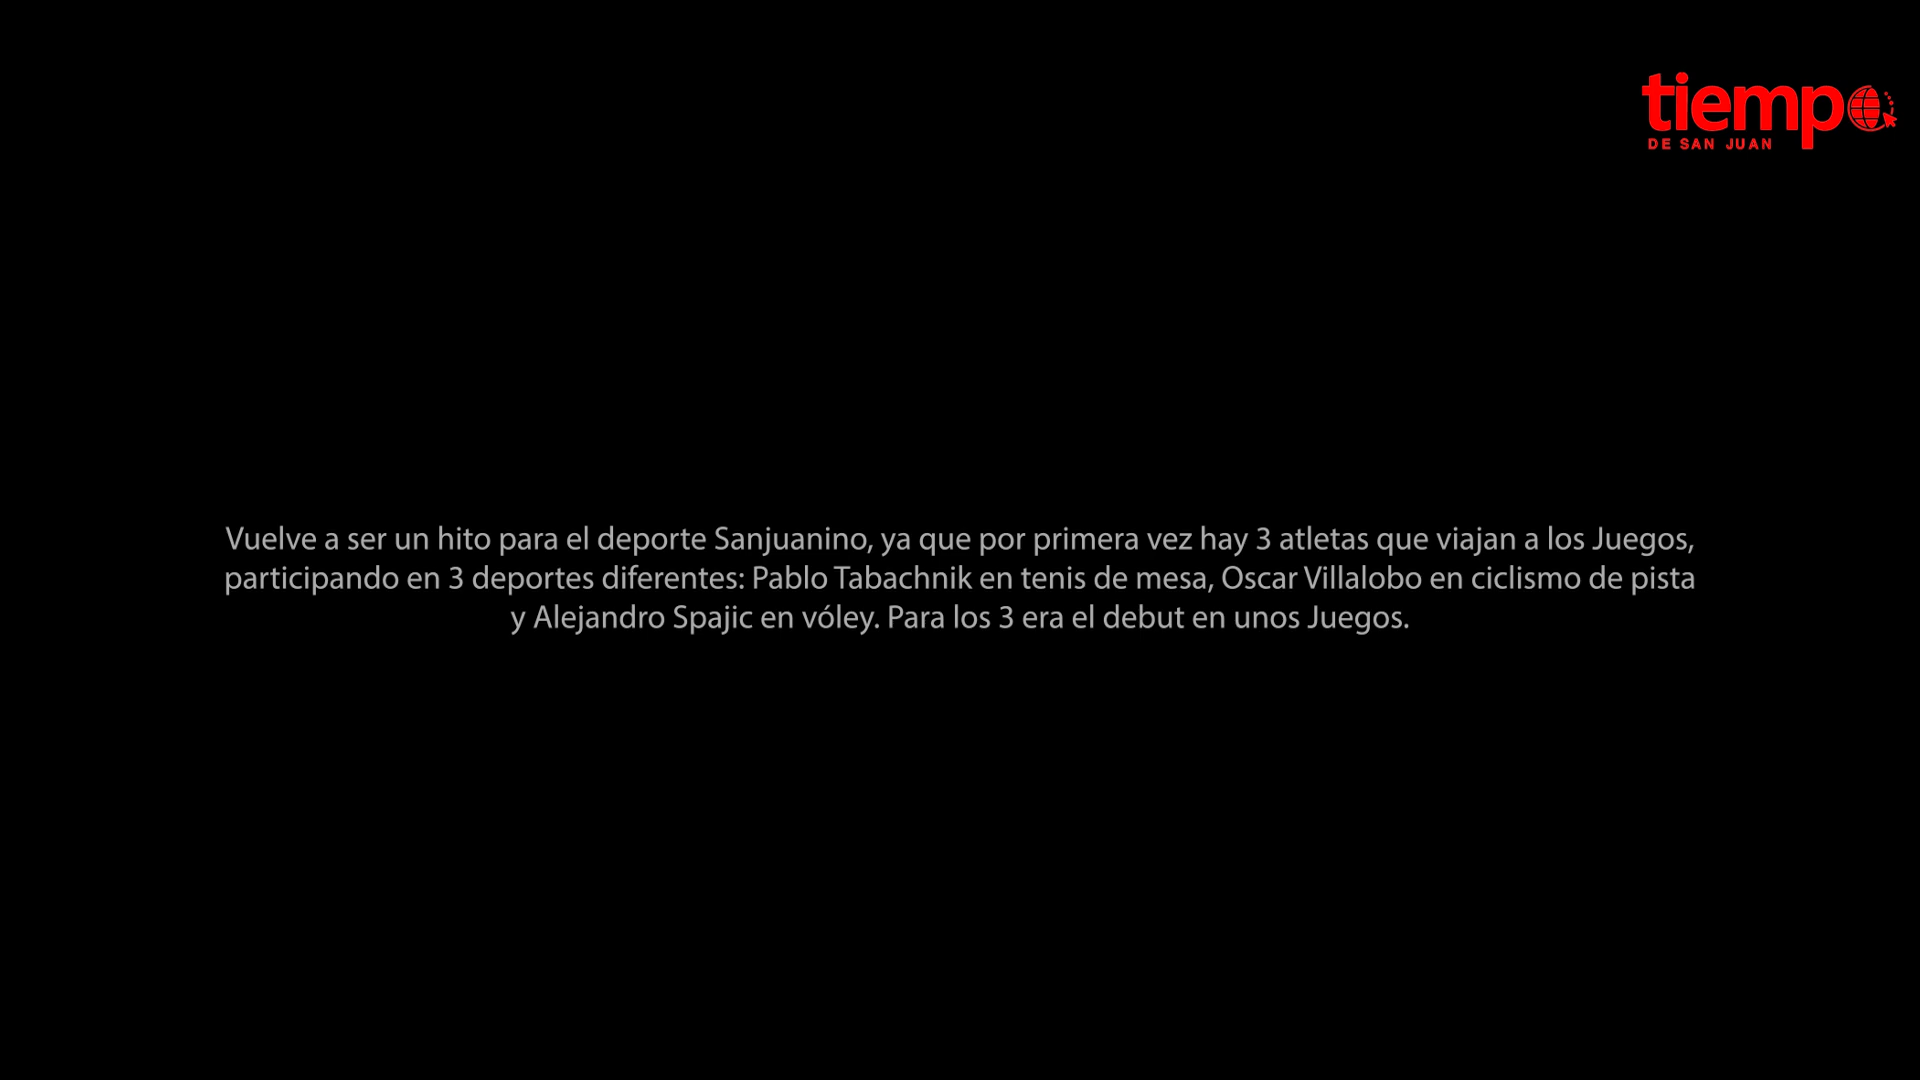 tiempo
DE SAN JUAN
Vuelve a ser un hito para el deporte Sanjuanino, ya que por primera vez hay 3 atletas que viajan a los Juegos,
participando en 3 deportes diferentes: Pablo Tabachnik en tenis de mesa, Oscar Villalobo en ciclismo de pista
y Alejandro Spajic en vóley. Para los 3 era el debut en unos Juegos.